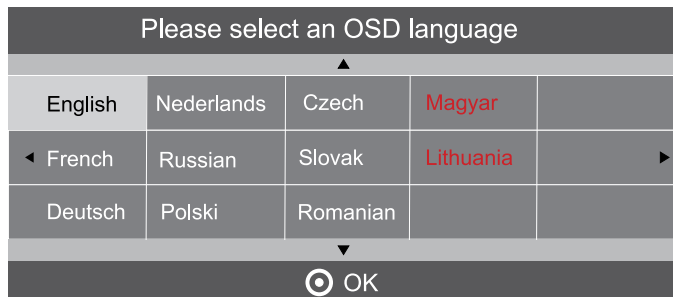 Please select an OSD language
English Nederlands Czech Magyar
French Russian Slovak Lithuania
Deutsch Polski Romanian
OK